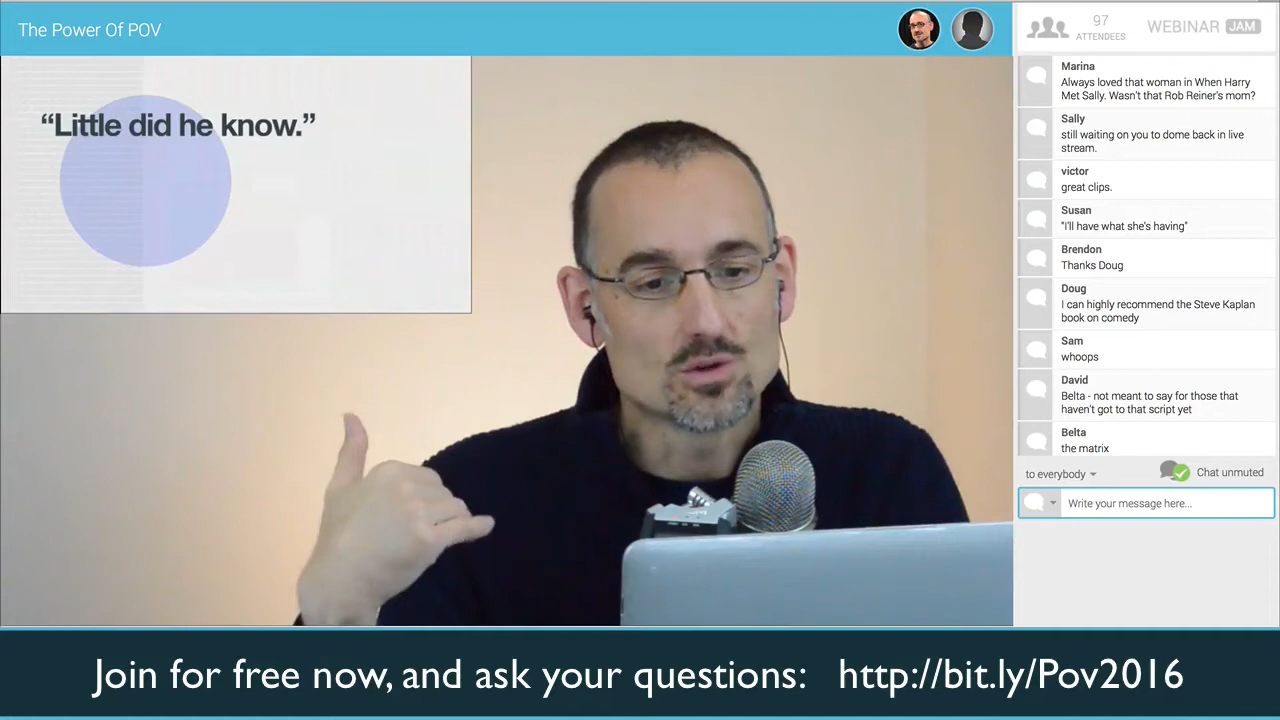 The Power Of POV
97
ATTENDEES
WEBINAR JAM
“Little did he know.”
Marina
Always loved that woman in When Harry
Met Sally. Wasn't that Rob Reiner's mom?
Sally
still waiting on you to dome back in live
stream.
victor
great clips.
Susan
"I'll have what she's having"
Brendon
Thanks Doug
Doug
I can highly recommend the Steve Kaplan
book on comedy
Sam
whoops
David
Belta - not meant to say for those that
haven't got to that script yet
Belta
the matrix
to everybody
Chat unmuted
Write your message here...
Join for free now, and ask your questions: http://bit.ly/Pov2016